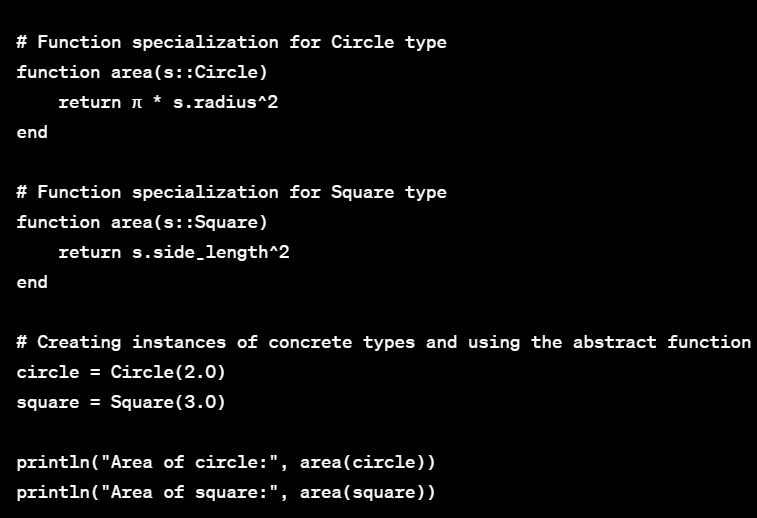 # Function specialization for Circle type
function area(s::Circle)
    return π * s.radius^2
end

# Function specialization for Square type
function area(s::Square)
    return s.side_length^2
end

# Creating instances of concrete types and using the abstract function
circle = Circle(2.0)
square = Square(3.0)

println("Area of circle:", area(circle))
println("Area of square:", area(square))